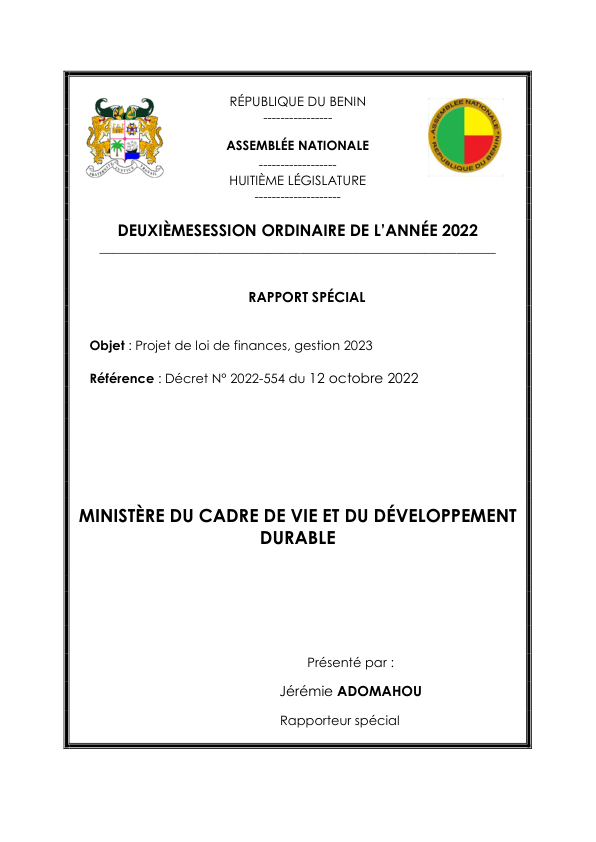 RÉPUBLIQUE DU BENIN
----------------
ASSEMBLÉE NATIONALE
------------------
HUITIÈME LÉGISLATURE
--------------------
ASSEMBLEE NATIONALE
REPUBLIQUE DU BENIN
FRATERNITÉ JUSTICE TRAVAIL
DEUXIÈMESESSION ORDINAIRE DE L'ANNÉE 2022
RAPPORT SPÉCIAL
Objet : Projet de loi de finances, gestion 2023
Référence : Décret N° 2022-554 du 12 octobre 2022
MINISTÈRE DU CADRE DE VIE ET DU DÉVELOPPEMENT
DURABLE
Présenté par :
Jérémie ADOMAHOU
Rapporteur spécial